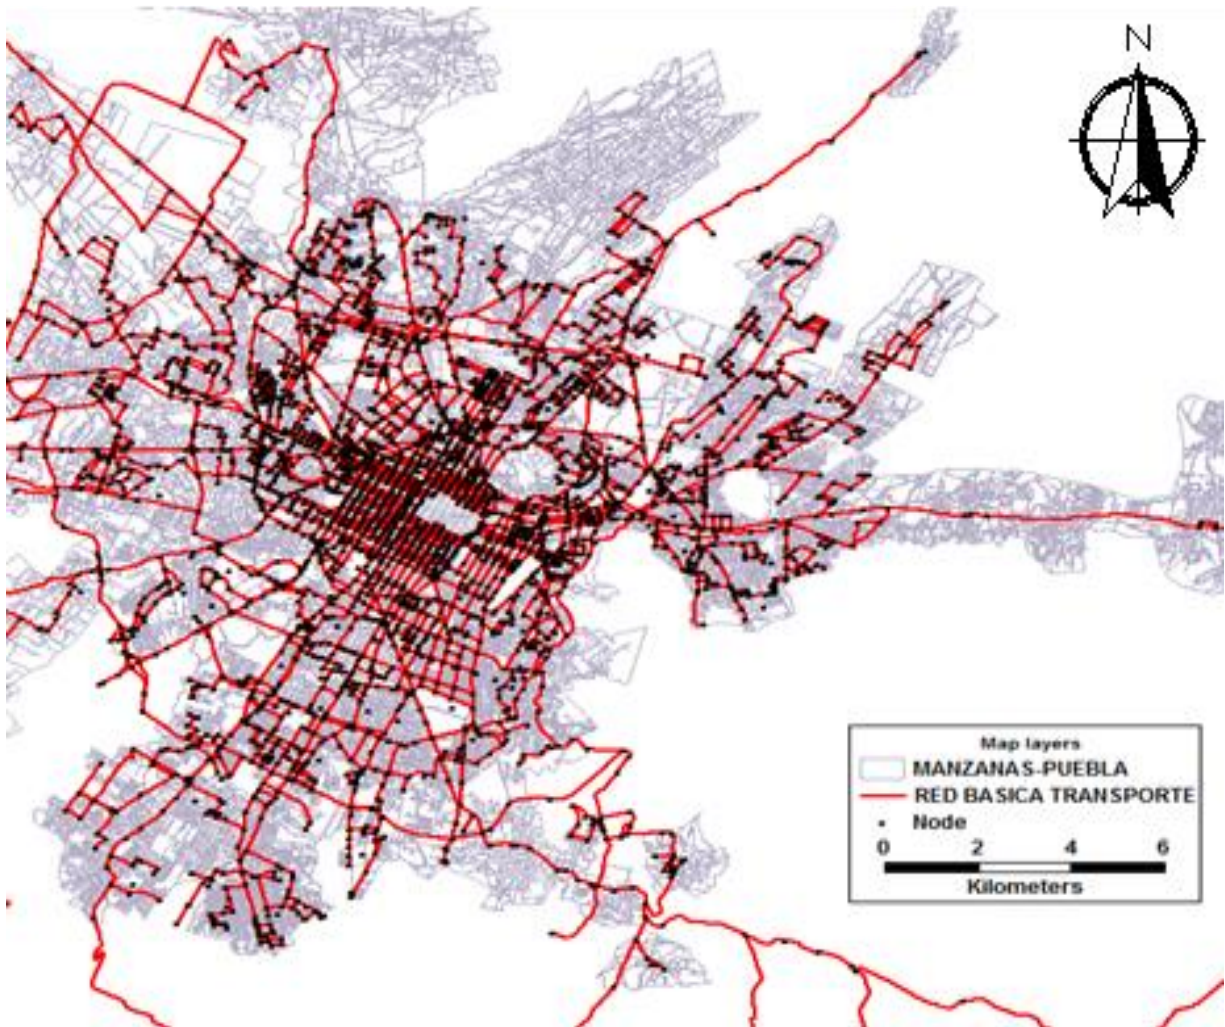 N
Map layers
MANZANAS-PUEBLA
RED BASICA TRANSPORTE
Node
0 2 4 6
Kilometers